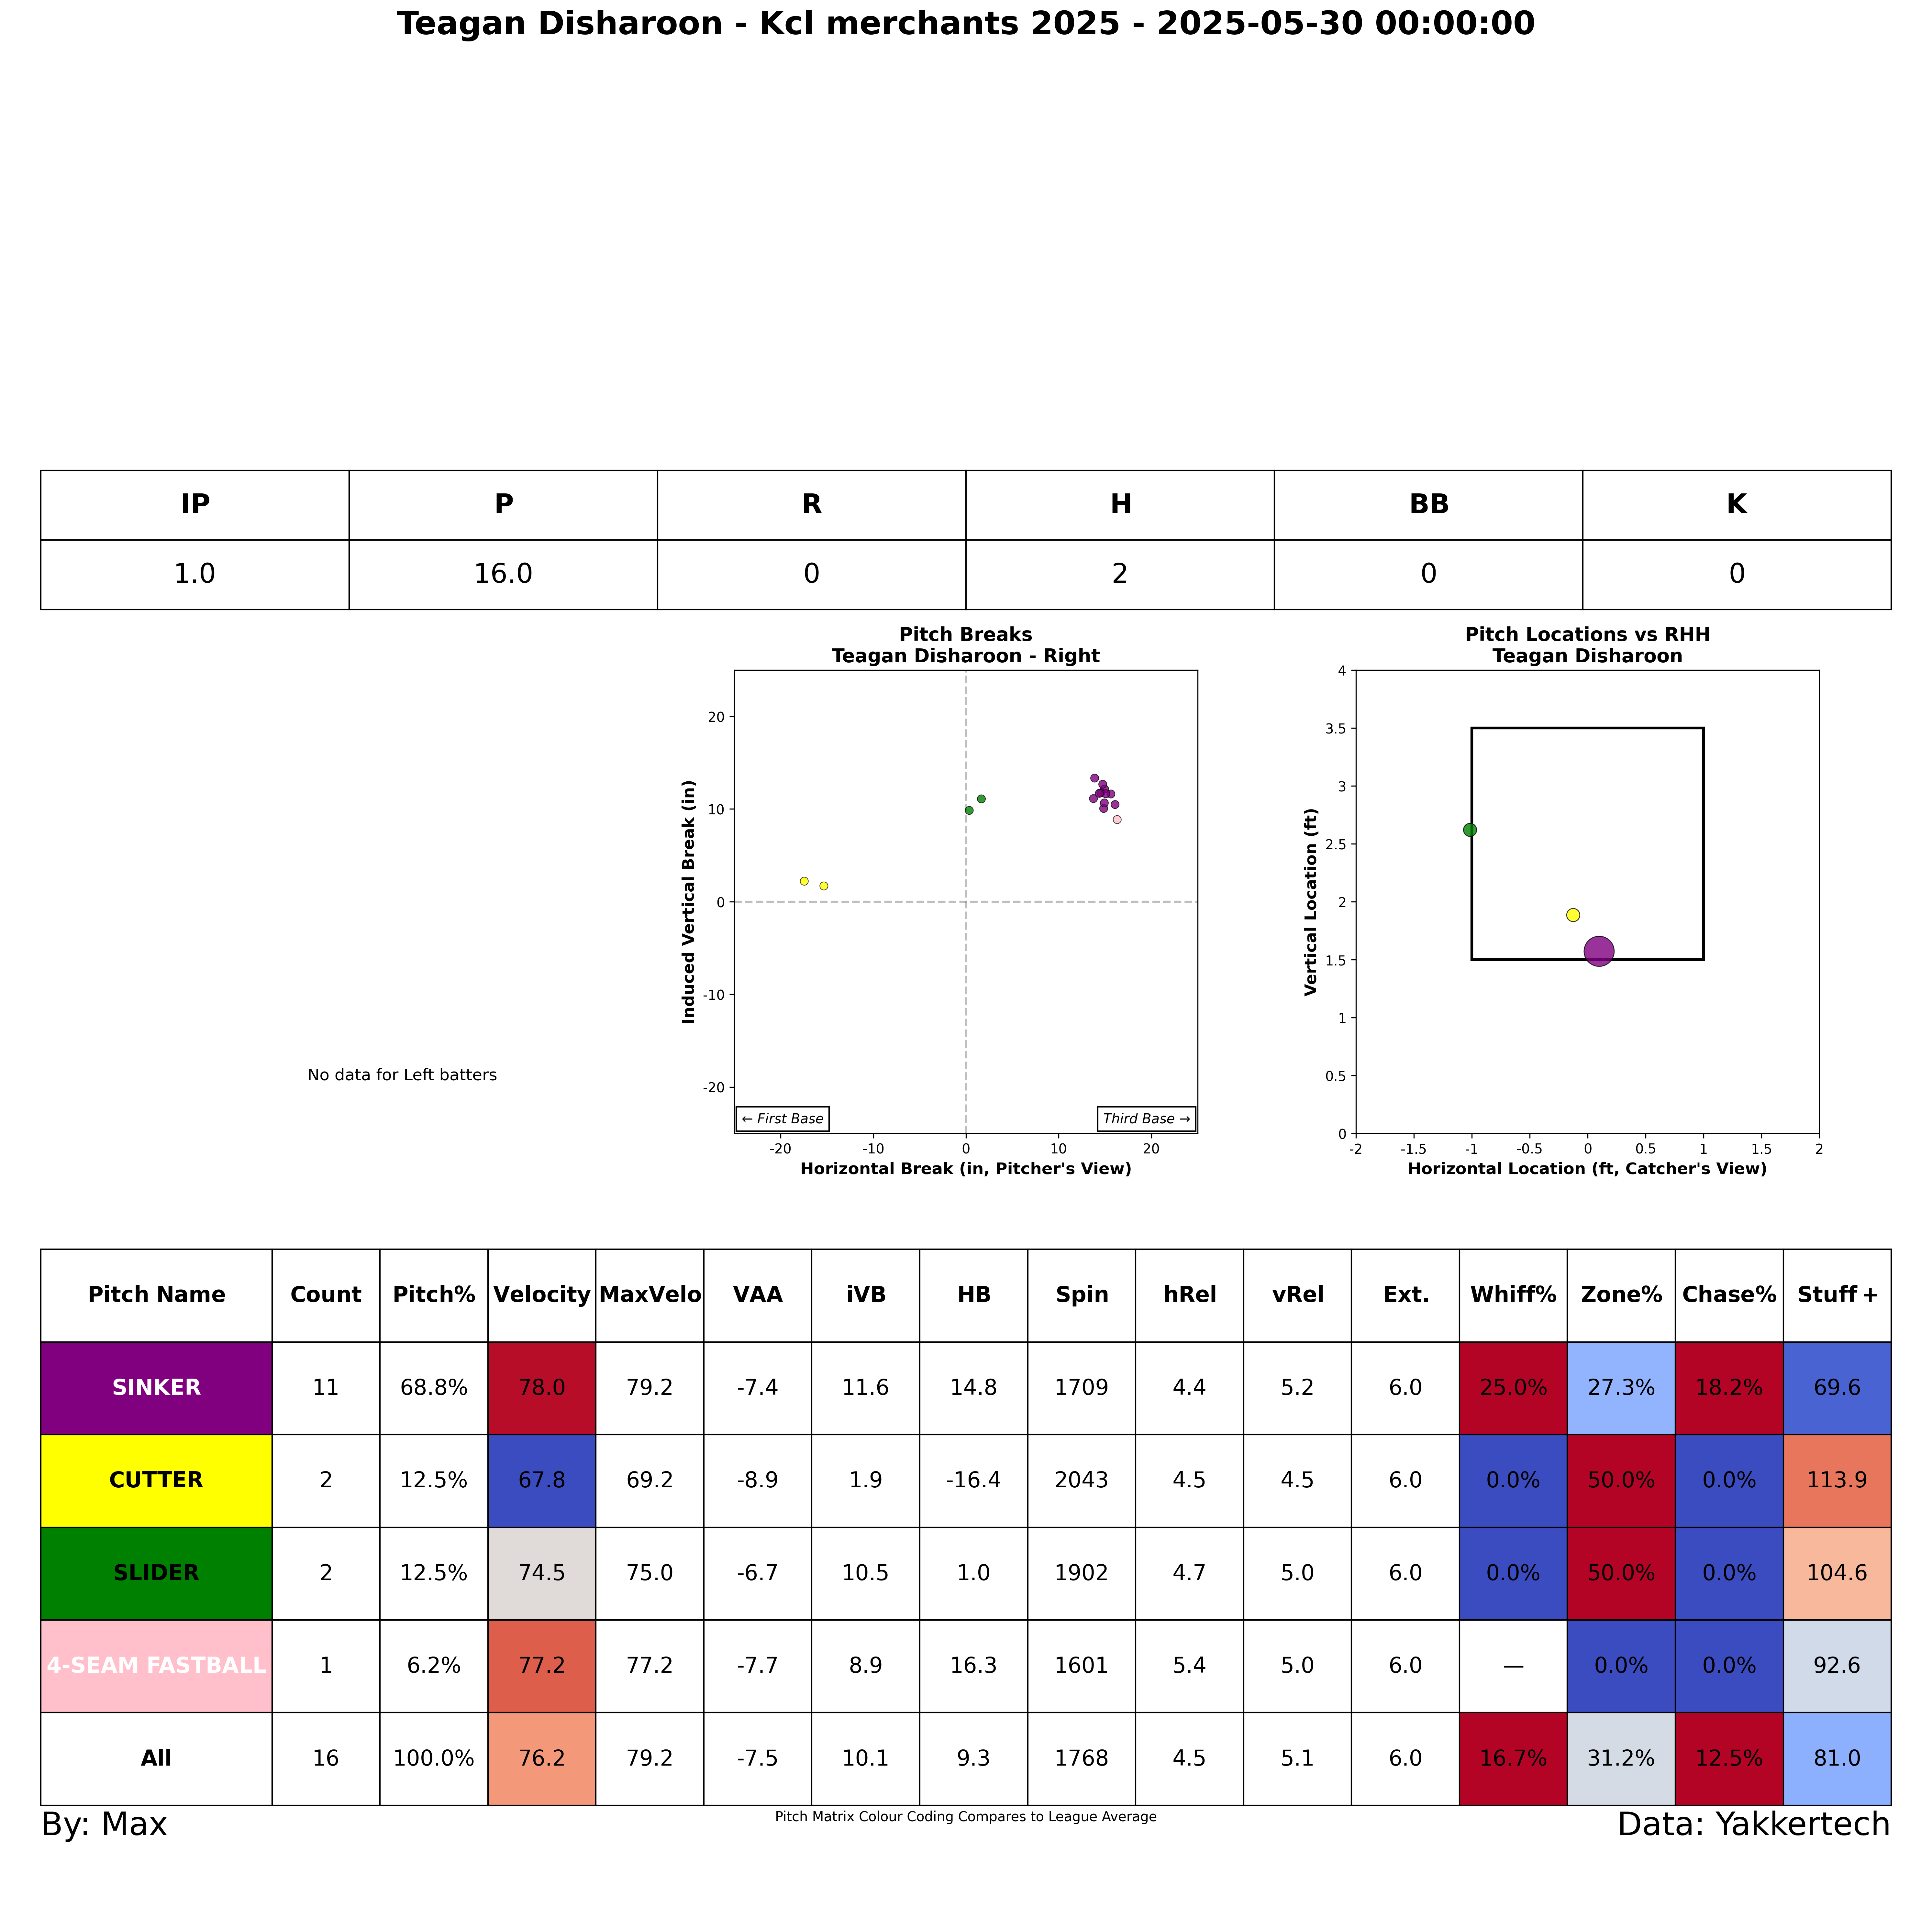 Teagan Disharoon - Kcl merchants 2025 - 2025-05-30 00:00:00
IP P R H BB K
1.0 16.0 0 2 0 0
No data for Left batters
Pitch Breaks
Teagan Disharoon - Right
Induced Vertical Break (in)
20
10
0
-10
-20
← First Base
Third Base →
-20 -10 0 10 20
Horizontal Break (in, Pitcher's View)
Pitch Locations vs RHH
Teagan Disharoon
Vertical Location (ft)
4
3.5
3
2.5
2
1.5
1
0.5
0
-2 -1.5 -1 -0.5 0 0.5 1 1.5 2
Horizontal Location (ft, Catcher's View)
Pitch Name Count Pitch% Velocity MaxVelo VAA iVB HB Spin hRel vRel Ext. Whiff% Zone% Chase% Stuff+
SINKER 11 68.8% 78.0 79.2 -7.4 11.6 14.8 1709 4.4 5.2 6.0 25.0% 27.3% 18.2% 69.6
CUTTER 2 12.5% 67.8 69.2 -8.9 1.9 -16.4 2043 4.5 4.5 6.0 0.0% 50.0% 0.0% 113.9
SLIDER 2 12.5% 74.5 75.0 -6.7 10.5 1.0 1902 4.7 5.0 6.0 0.0% 50.0% 0.0% 104.6
4-SEAM FASTBALL 1 6.2% 77.2 77.2 -7.7 8.9 16.3 1601 5.4 5.0 6.0 — 0.0% 0.0% 92.6
All 16 100.0% 76.2 79.2 -7.5 10.1 9.3 1768 4.5 5.1 6.0 16.7% 31.2% 12.5% 81.0
By: Max
Pitch Matrix Colour Coding Compares to League Average
Data: Yakkertech